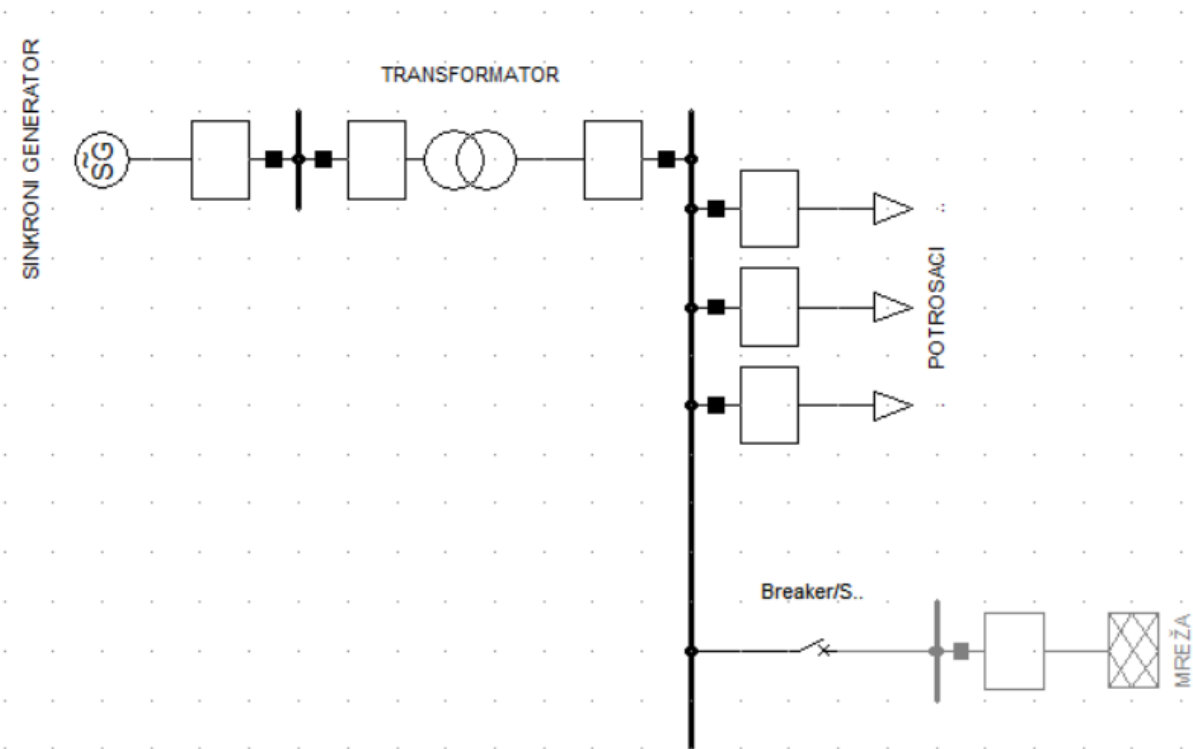 SINKRONI GENERATOR
TRANSFORMATOR
SG
POTROSACI
Breaker/S..
MREŽA